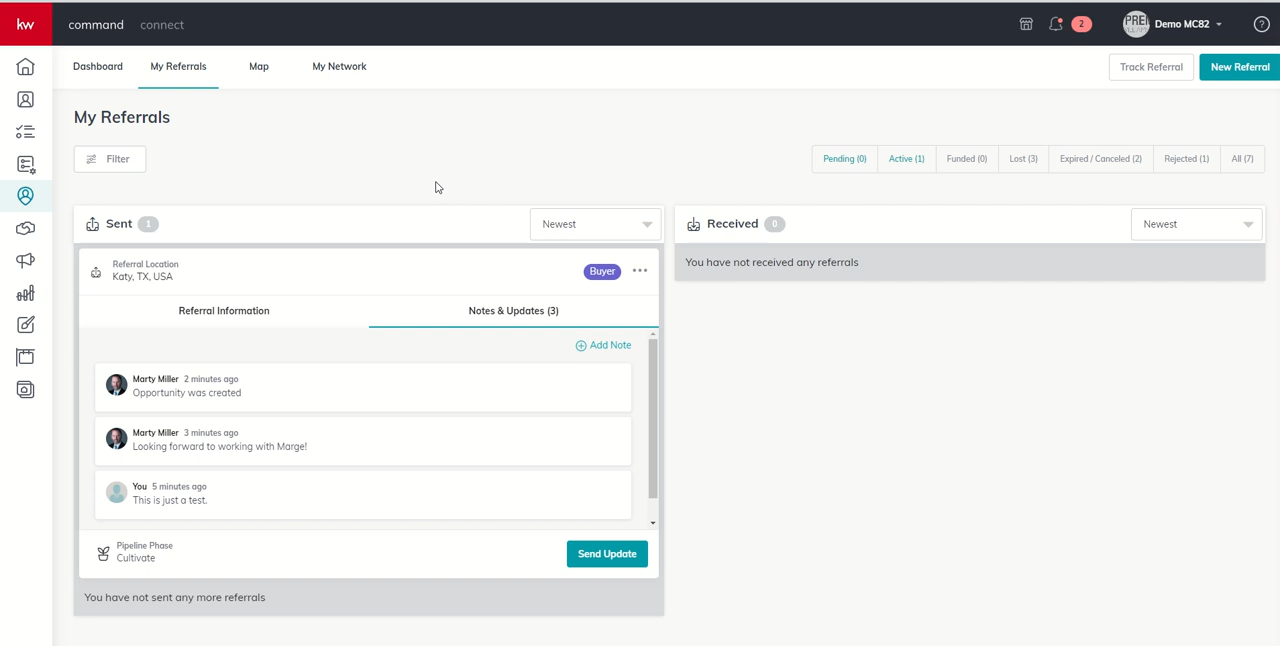 kw command connect 2 PRE Demo MC82 ?
Dashboard My Referrals Map My Network Track Referral New Referral
My Referrals
Filter Pending (0) Active (1) Funded (0) Lost (3) Expired / Canceled (2) Rejected (1) All (7)
Sent 1 Newest
Referral Location
Katy, TX, USA
Buyer
Referral Information Notes & Updates (3)
Add Note
Marty Miller 2 minutes ago
Opportunity was created
Marty Miller 3 minutes ago
Looking forward to working with Marge!
You 5 minutes ago
This is just a test.
Pipeline Phase
Cultivate
Send Update
You have not sent any more referrals
Received 0 Newest
You have not received any referrals